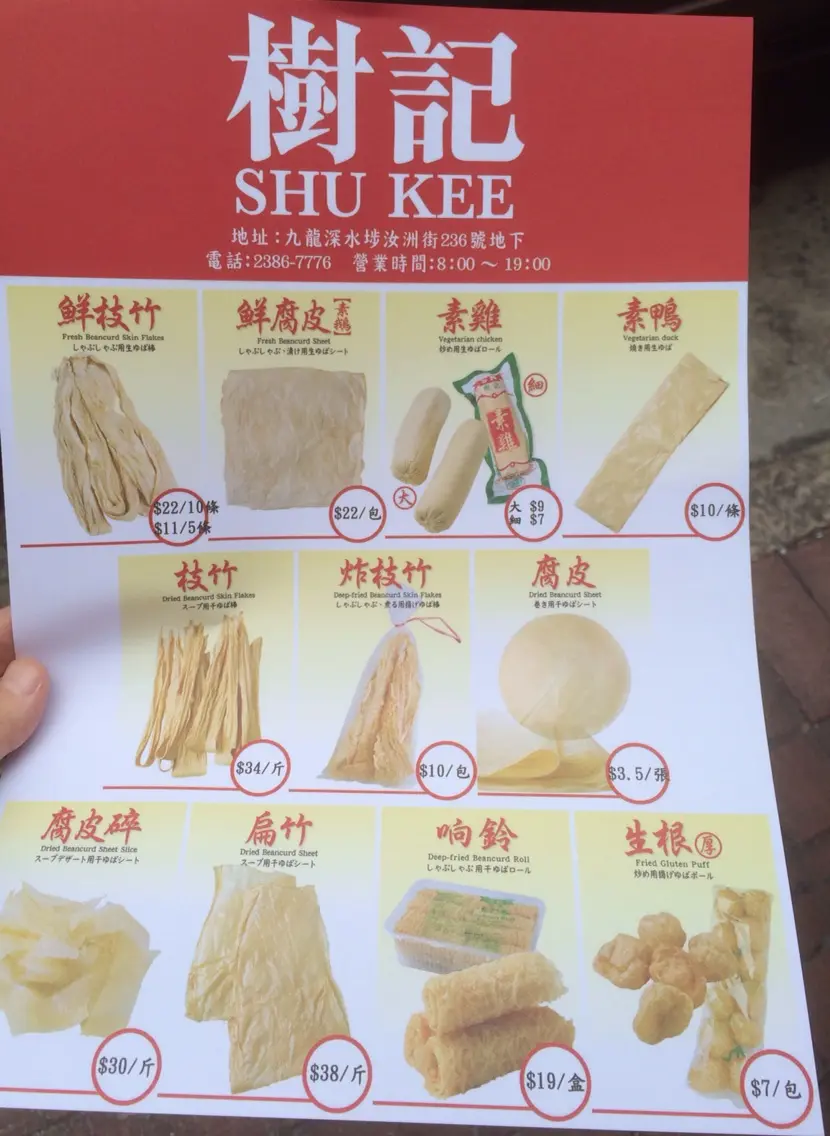 樹記
SHU KEE
地址：九龍深水埗汝洲街236號地下
電話：2386-7776 營業時間：8:00 ～ 19:00
鮮枝竹
Fresh Beancurd Skin Flakes
しゃぶしゃぶ用生ゆば棒
$22/10條
$11/5條
鮮腐皮【素鵝】
Fresh Beancurd Sheet
しゃぶしゃぶ・漬け用生ゆばシート
$22/包
素雞
Vegetarian chicken
炒め用生ゆばロール
細
素雞
大
大 $9
細 $7
素鴨
Vegetarian duck
焼き用生ゆば
$10/條
枝竹
Dried Beancurd Skin Flakes
スープ用干ゆば棒
$34/斤
炸枝竹
Deep-fried Beancurd Skin Flakes
しゃぶしゃぶ・煮る用揚げゆば棒
$10/包
腐皮
Dried Beancurd Sheet
巻き用干ゆばシート
$3.5/張
腐皮碎
Dried Beancurd Sheet Slice
スープデザート用干ゆばシート
$30/斤
扁竹
Dried Beancurd Sheet
スープ用干ゆばシート
$38/斤
响鈴
Deep-fried Beancurd Roll
しゃぶしゃぶ用干ゆばロール
$19/盒
生根 厚
Fried Gluten Puff
炒め用揚げゆばボール
$7/包